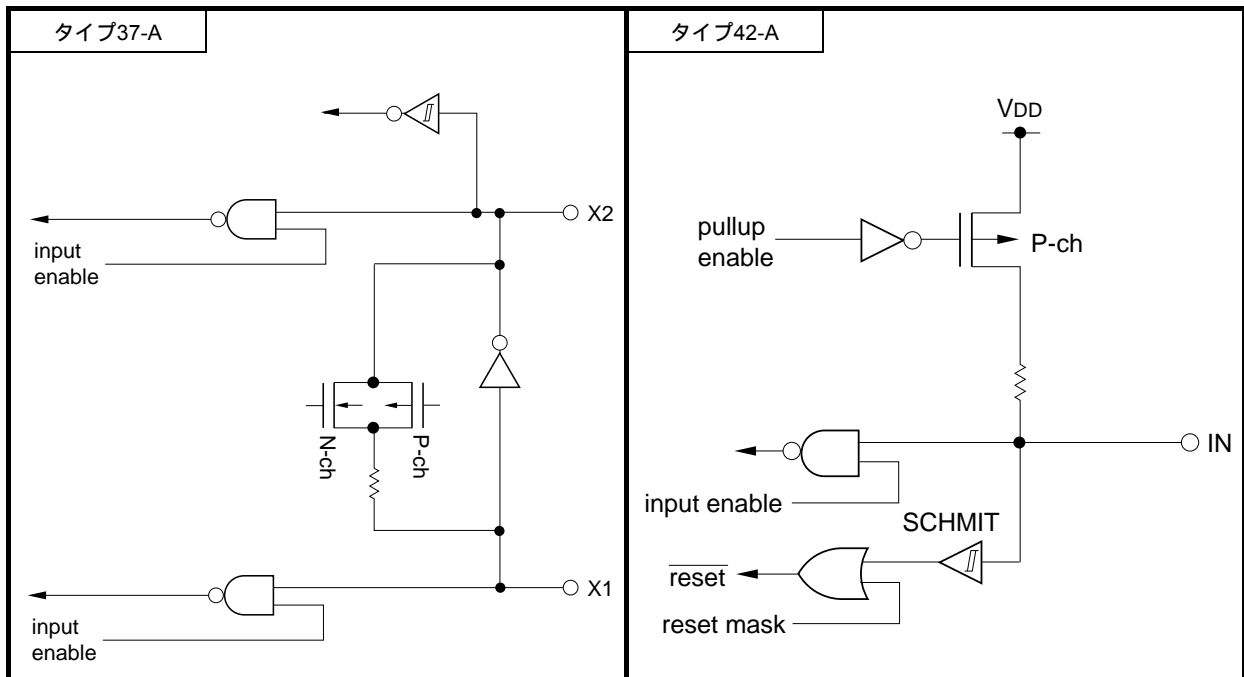 タイプ37-A
X2
input
enable
N-ch
P-ch
X1
input
enable
タイプ42-A
VDD
pullup
enable
P-ch
IN
input enable
SCHMIT
reset
reset mask